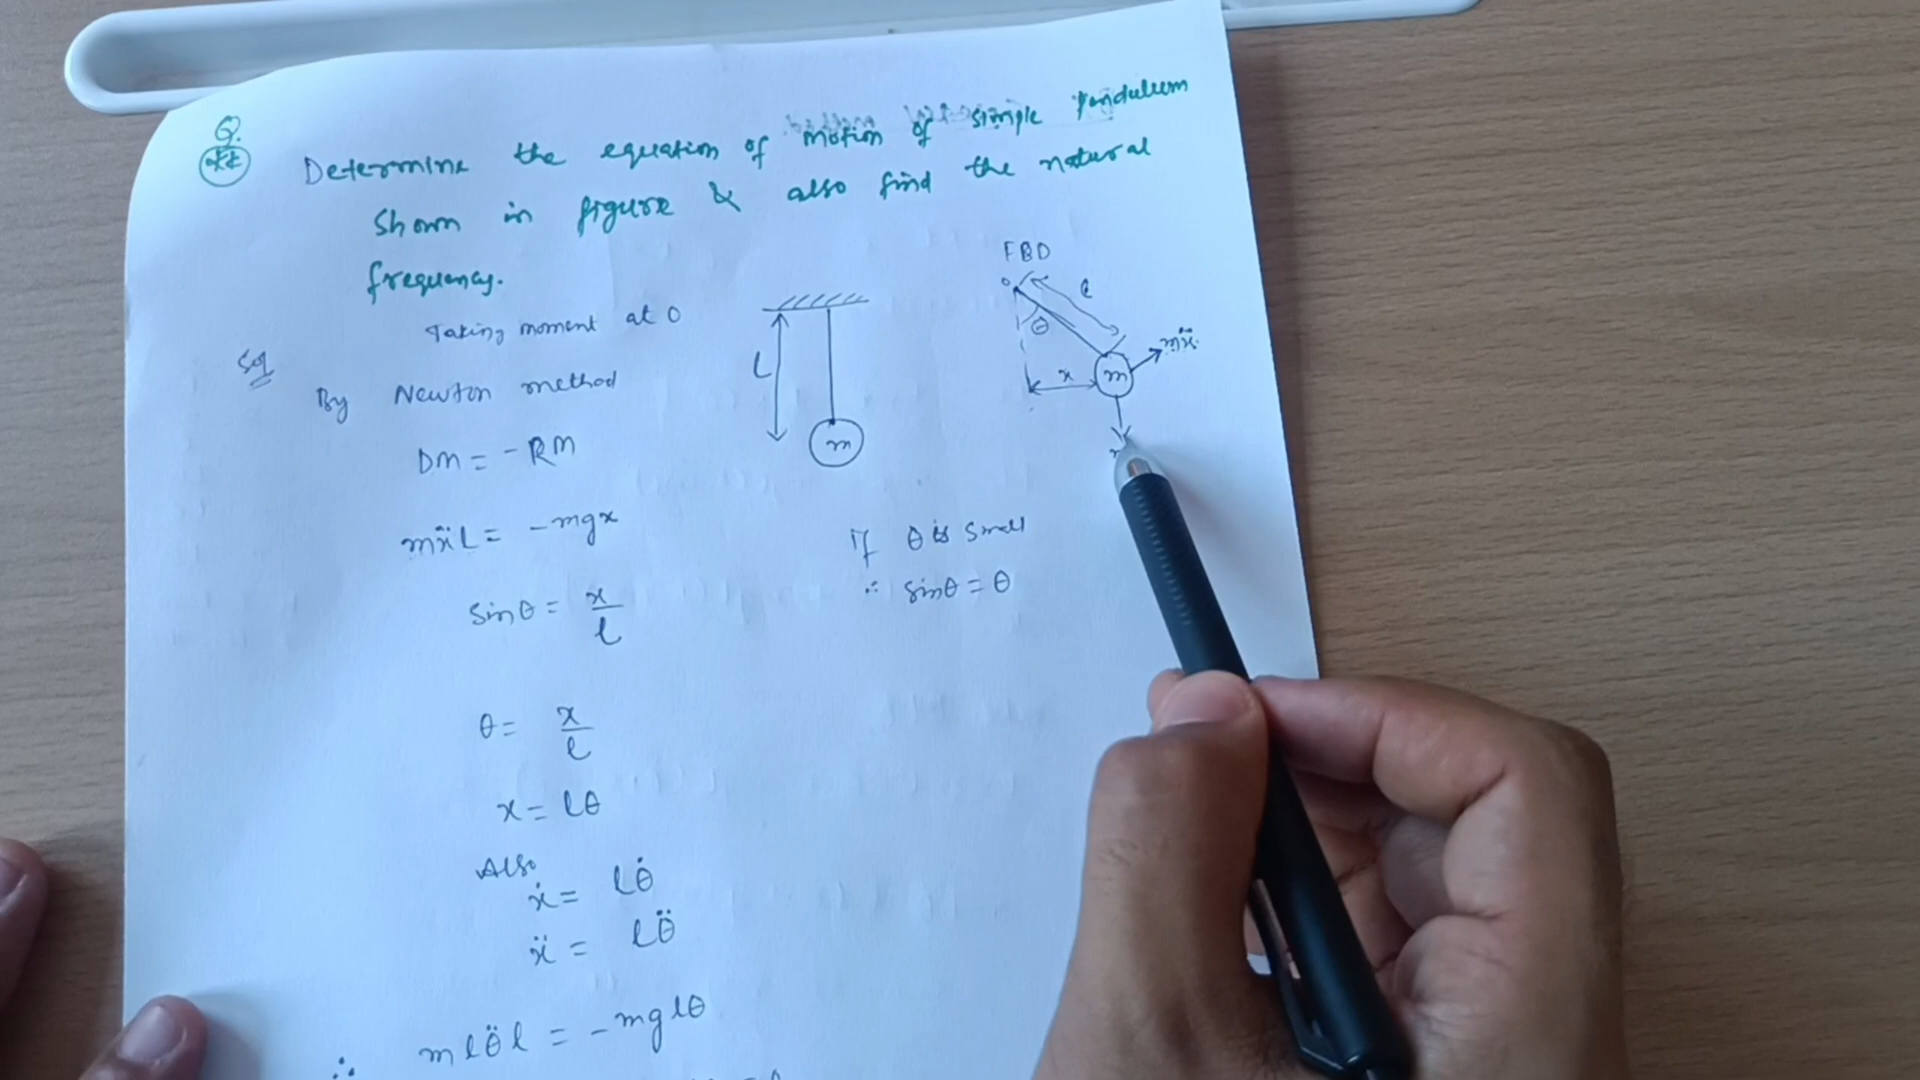 Q.
**
Determine the equation of motion of simple pendulum
Shown in figure & also find the natural
frequency.
Taking moment at O
Sol
By Newton method
DM = - RM
mẍL = - mgx
sinθ = x/l
θ = x/l
x = lθ
Also
ẋ = lθ̇
ẍ = lθ̈
∴ mlθ̈l = - mglθ
L
m
FBD
O
l
θ
x
m
mẍ
If θ is small
∴ sinθ = θ